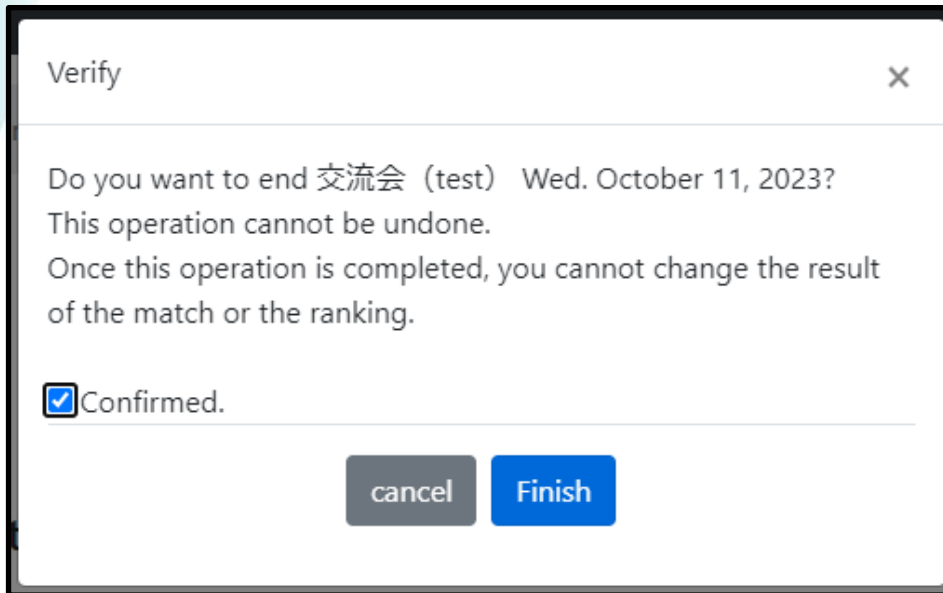 Verify ×
Do you want to end 交流会（test） Wed. October 11, 2023?
This operation cannot be undone.
Once this operation is completed, you cannot change the result
of the match or the ranking.
Confirmed.
cancel Finish